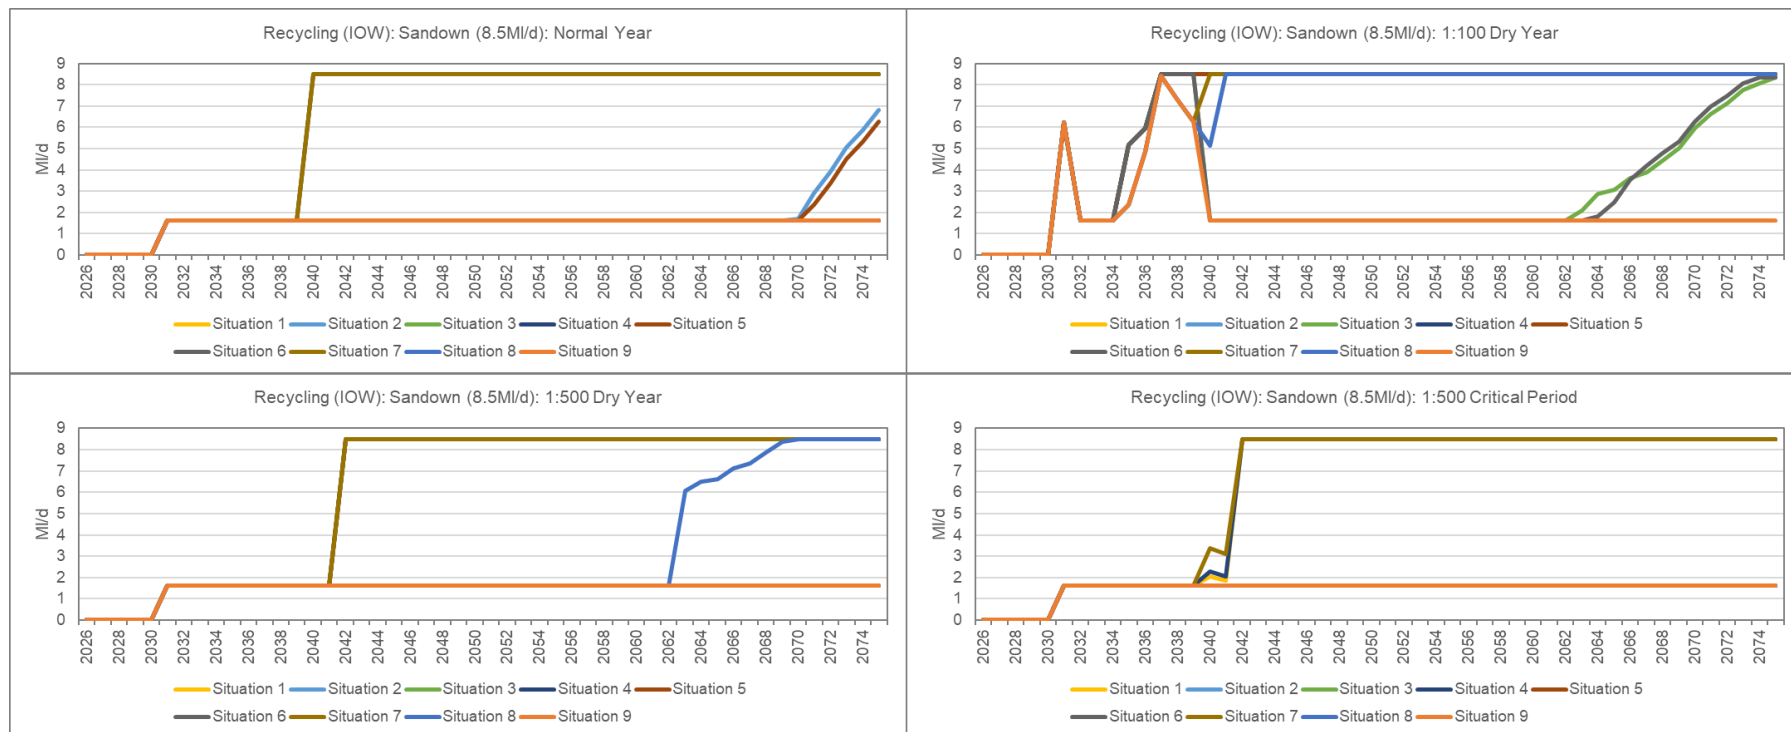 Recycling (IOW): Sandown (8.5Ml/d): Normal Year
9
8
7
6
5
4
3
2
1
0
Ml/d
2026 2028 2030 2032 2034 2036 2038 2040 2042 2044 2046 2048 2050 2052 2054 2056 2058 2060 2062 2064 2066 2068 2070 2072 2074
Situation 1 Situation 2 Situation 3 Situation 4 Situation 5
Situation 6 Situation 7 Situation 8 Situation 9
Recycling (IOW): Sandown (8.5Ml/d): 1:100 Dry Year
9
8
7
6
5
4
3
2
1
0
Ml/d
2026 2028 2030 2032 2034 2036 2038 2040 2042 2044 2046 2048 2050 2052 2054 2056 2058 2060 2062 2064 2066 2068 2070 2072 2074
Situation 1 Situation 2 Situation 3 Situation 4 Situation 5
Situation 6 Situation 7 Situation 8 Situation 9
Recycling (IOW): Sandown (8.5Ml/d): 1:500 Dry Year
9
8
7
6
5
4
3
2
1
0
Ml/d
2026 2028 2030 2032 2034 2036 2038 2040 2042 2044 2046 2048 2050 2052 2054 2056 2058 2060 2062 2064 2066 2068 2070 2072 2074
Situation 1 Situation 2 Situation 3 Situation 4 Situation 5
Situation 6 Situation 7 Situation 8 Situation 9
Recycling (IOW): Sandown (8.5Ml/d): 1:500 Critical Period
9
8
7
6
5
4
3
2
1
0
Ml/d
2026 2028 2030 2032 2034 2036 2038 2040 2042 2044 2046 2048 2050 2052 2054 2056 2058 2060 2062 2064 2066 2068 2070 2072 2074
Situation 1 Situation 2 Situation 3 Situation 4 Situation 5
Situation 6 Situation 7 Situation 8 Situation 9